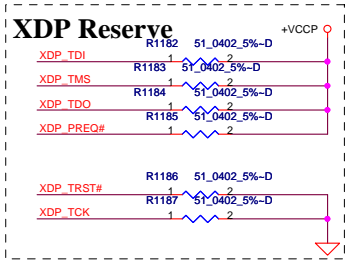 XDP Reserve
+VCCP
R1182 51_0402_5%~D
XDP_TDI 1 2
R1183 51_0402_5%~D
XDP_TMS 1 2
R1184 51_0402_5%~D
XDP_TDO 1 2
R1185 51_0402_5%~D
XDP_PREQ# 1 2
R1186 51_0402_5%~D
XDP_TRST# 1 2
R1187 51_0402_5%~D
XDP_TCK 1 2